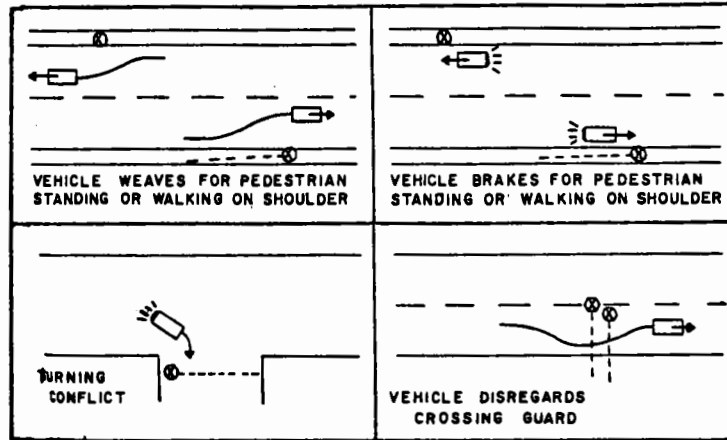 VEHICLE WEAVES FOR PEDESTRIAN
STANDING OR WALKING ON SHOULDER
VEHICLE BRAKES FOR PEDESTRIAN
STANDING OR WALKING ON SHOULDER
TURNING
CONFLICT
VEHICLE DISREGARDS
CROSSING GUARD